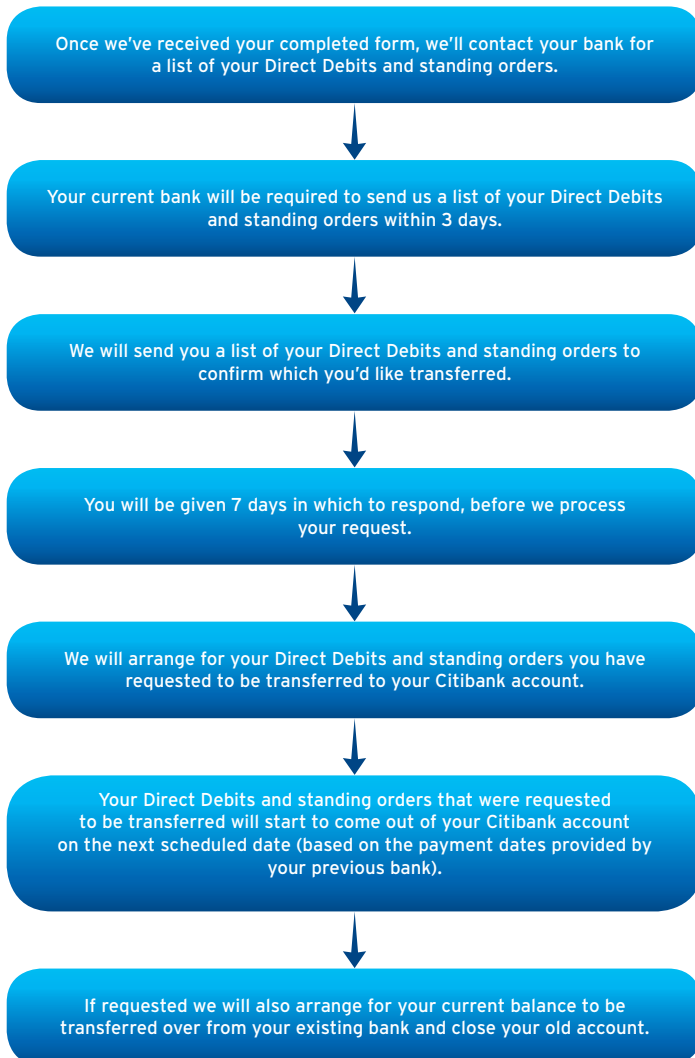 Once we've received your completed form, we'll contact your bank for
a list of your Direct Debits and standing orders.
Your current bank will be required to send us a list of your Direct Debits
and standing orders within 3 days.
We will send you a list of your Direct Debits and standing orders to
confirm which you'd like transferred.
You will be given 7 days in which to respond, before we process
your request.
We will arrange for your Direct Debits and standing orders you have
requested to be transferred to your Citibank account.
Your Direct Debits and standing orders that were requested
to be transferred will start to come out of your Citibank account
on the next scheduled date (based on the payment dates provided by
your previous bank).
If requested we will also arrange for your current balance to be
transferred over from your existing bank and close your old account.